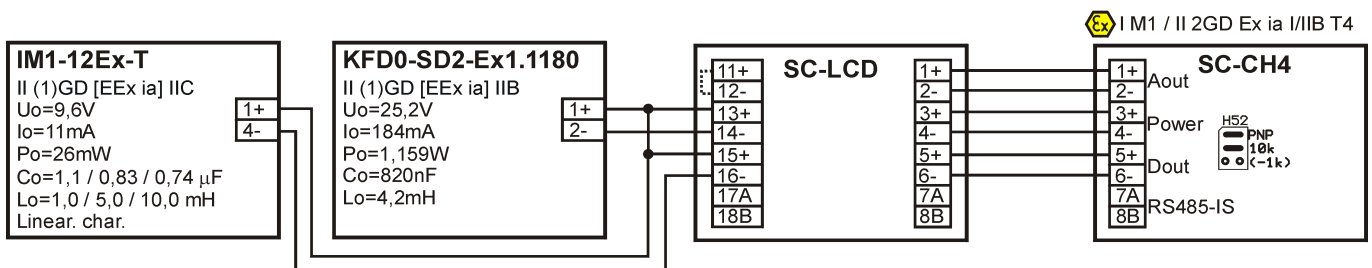 Ex I M1 / II 2GD Ex ia I/IIB T4
IM1-12Ex-T
II (1)GD [EEx ia] IIC
Uo=9,6V
Io=11mA
Po=26mW
Co=1,1 / 0,83 / 0,74 μF
Lo=1,0 / 5,0 / 10,0 mH
Linear. char.
1+
4-
KFD0-SD2-Ex1.1180
II (1)GD [EEx ia] IIB
Uo=25,2V
Io=184mA
Po=1,159W
Co=820nF
Lo=4,2mH
1+
2-
SC-LCD
11+
12-
13+
14-
15+
16-
17A
18B
1+
2-
3+
4-
5+
6-
7A
8B
SC-CH4
1+
2-
3+
4-
5+
6-
7A
8B
Aout
Power
Dout
RS485-IS
H52
PNP
10k
(-1k)